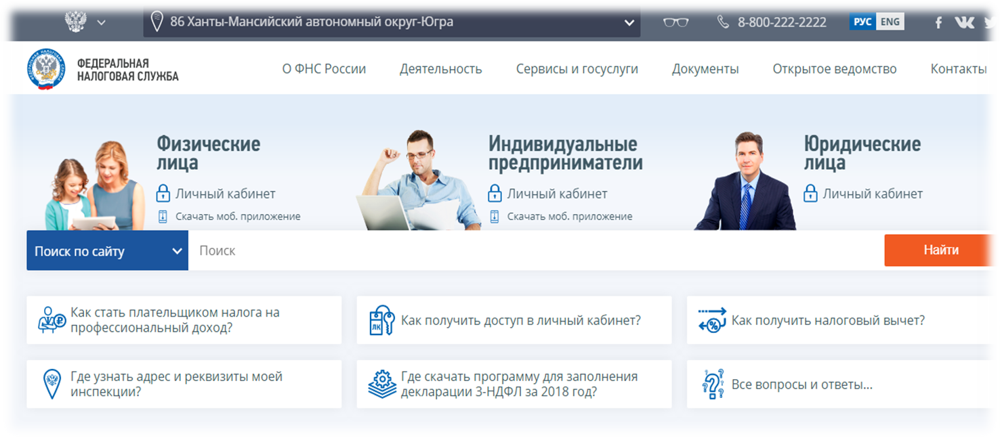 86 Ханты-Мансийский автономный округ-Югра
8-800-222-2222
РУС ENG
ФЕДЕРАЛЬНАЯ
НАЛОГОВАЯ СЛУЖБА
О ФНС России
Деятельность
Сервисы и госуслуги
Документы
Открытое ведомство
Контакты
Физические
лица
Личный кабинет
Скачать моб. приложение
Индивидуальные
предприниматели
Личный кабинет
Скачать моб. приложение
Юридические
лица
Личный кабинет
Поиск по сайту
Поиск
Найти
Как стать плательщиком налога на
профессиональный доход?
ЛК
Как получить доступ в личный кабинет?
Как получить налоговый вычет?
Где узнать адрес и реквизиты моей
инспекции?
Где скачать программу для заполнения
декларации 3-НДФЛ за 2018 год?
Все вопросы и ответы...